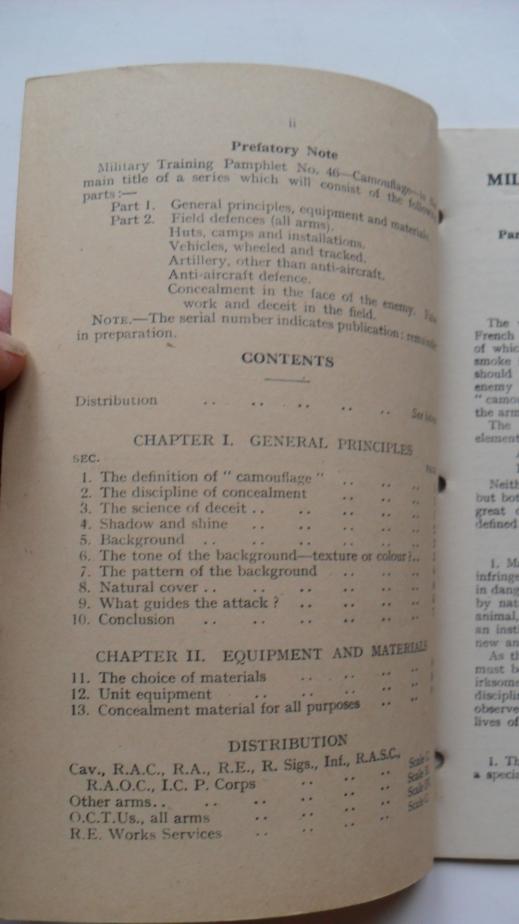 ii
Prefatory Note
Military Training Pamphlet No. 46—Camouflage—is the
main title of a series which will consist of the following
parts:—
Part 1. General principles, equipment and materials
Part 2. Field defences (all arms).
Huts, camps and installations.
Vehicles, wheeled and tracked.
Artillery, other than anti-aircraft.
Anti-aircraft defence.
Concealment in the face of the enemy.
work and deceit in the field.
NOTE.—The serial number indicates publication; remainder
in preparation.
CONTENTS
Distribution .. .. .. .. .. See below
CHAPTER I. GENERAL PRINCIPLES
SEC.
1. The definition of " camouflage " .. .. ..
2. The discipline of concealment .. .. ..
3. The science of deceit .. .. .. .. ..
4. Shadow and shine .. .. .. .. ..
5. Background .. .. .. .. .. ..
6. The tone of the background—texture or colour? ..
7. The pattern of the background .. .. ..
8. Natural cover .. .. .. .. .. ..
9. What guides the attack ? .. .. .. ..
10. Conclusion .. .. .. .. .. ..
CHAPTER II. EQUIPMENT AND MATERIALS
11. The choice of materials .. .. .. ..
12. Unit equipment .. .. .. .. ..
13. Concealment material for all purposes .. ..
DISTRIBUTION
Cav., R.A.C., R.A., R.E., R. Sigs., Inf., R.A.S.C.,
R.A.O.C., I.C. P. Corps .. .. .. Scale
Other arms .. .. .. .. .. .. Scale
O.C.T.Us., all arms .. .. .. .. Scale
R.E. Works Services .. .. .. .. Scale
MIL
Par
The
French
of whic
smoke
should
enemy
" camou
the arm
The
element
Neith
but bot
great
defined
1. Ma
infringe
in dang
by nat
animal,
an inst
new an
As th
must b
irksome
disciplin
observe
lives of
1. Th
a specia